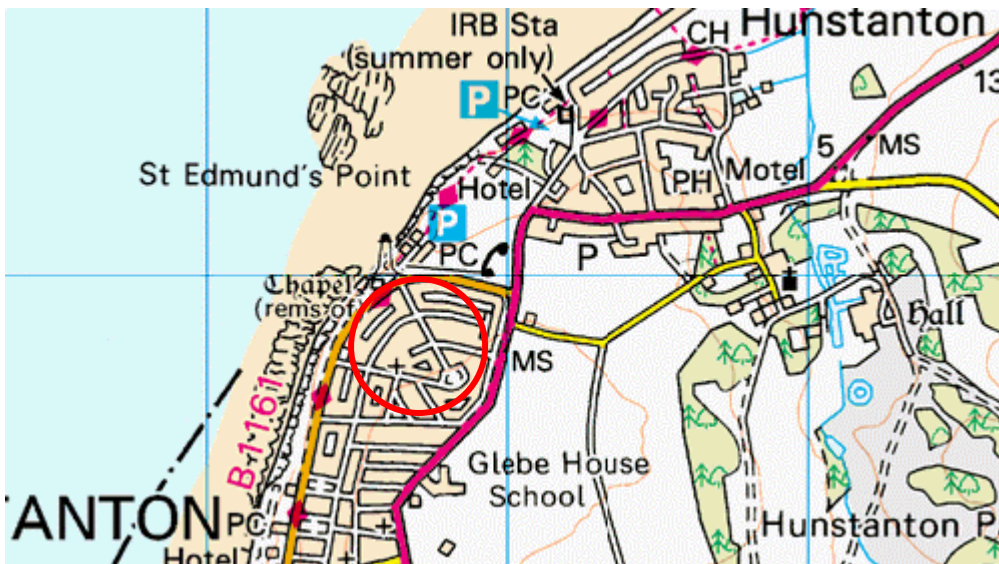 IRB Sta
(summer only)
CH
Hunstanton
13
P
PC
5
MS
St Edmund's Point
Hotel
PH
Motel
P
PC
P
Chapel
(rems of)
Hall
MS
B1161
Glebe House
School
ANTON
PC
Hotel
Hunstanton P